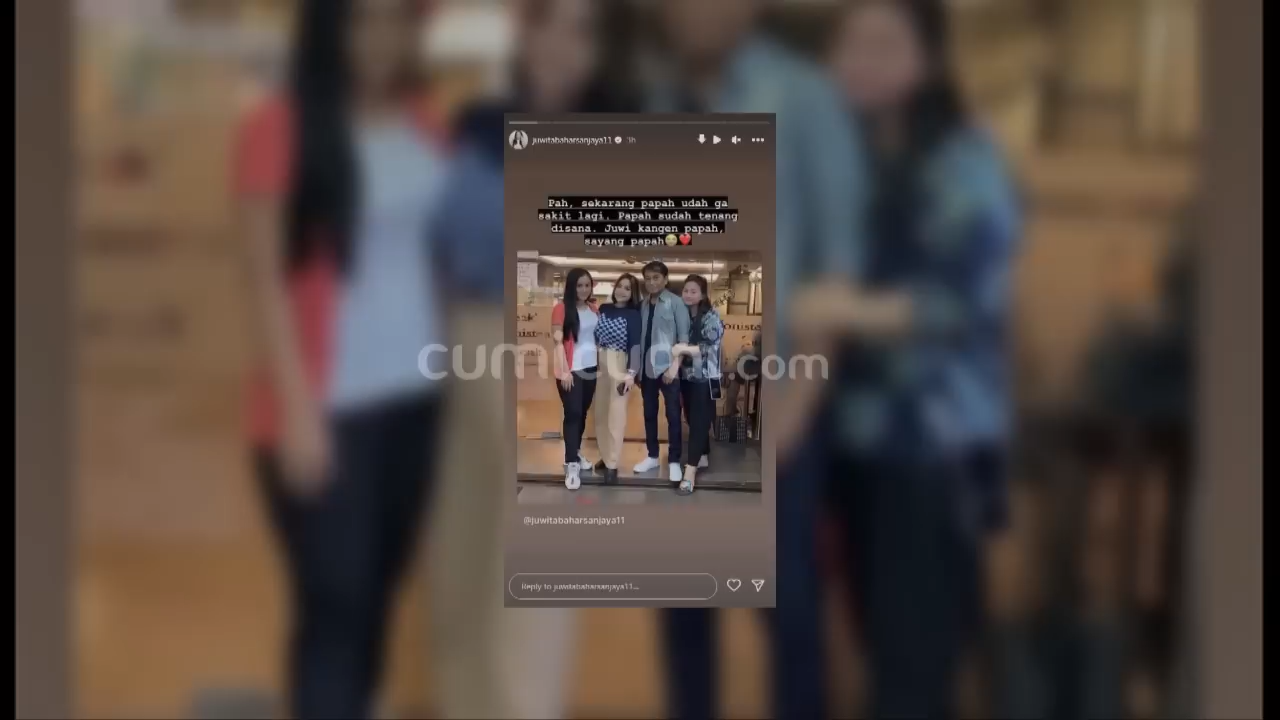 juwitabaharsanjaya11 3h
Pah, sekarang papah udah ga
sakit lagi. Papah sudah tenang
disana. Juwi kangen papah,
sayang papah😭❤️
cumicumi.com
@juwitabaharsanjaya11
Reply to juwitabaharsanjaya11...